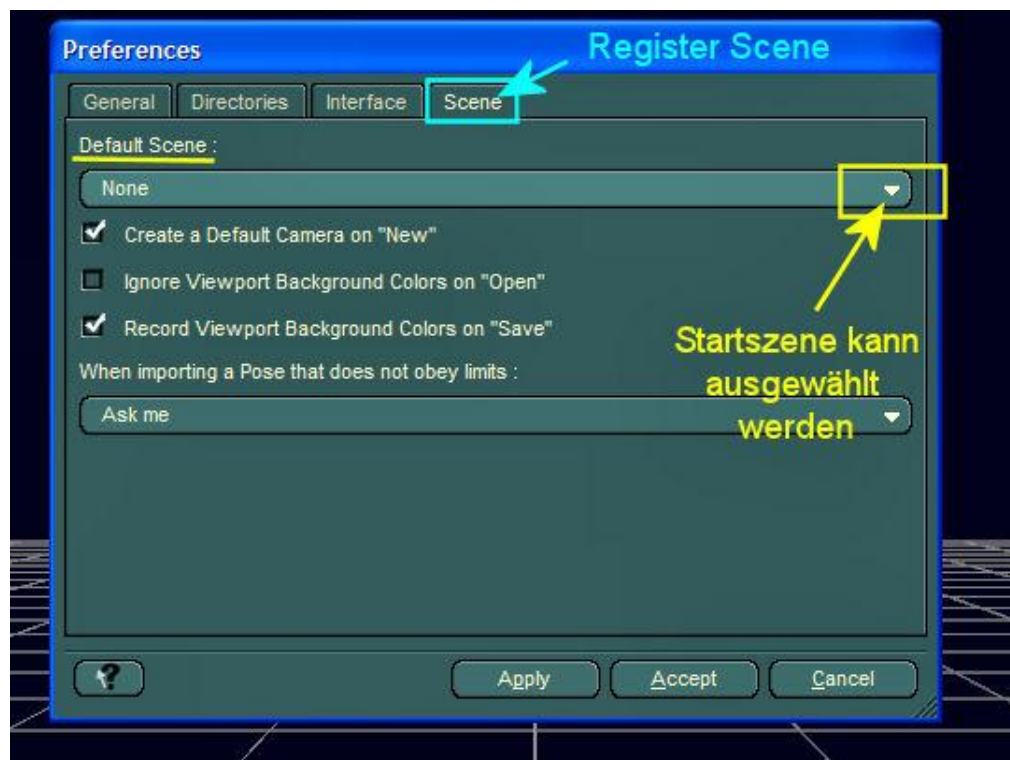 Preferences
Register Scene
General Directories Interface Scene
Default Scene :
None
Create a Default Camera on "New"
Ignore Viewport Background Colors on "Open"
Record Viewport Background Colors on "Save"
Startszene kann
ausgewählt
werden
When importing a Pose that does not obey limits :
Ask me
?
Apply Accept Cancel